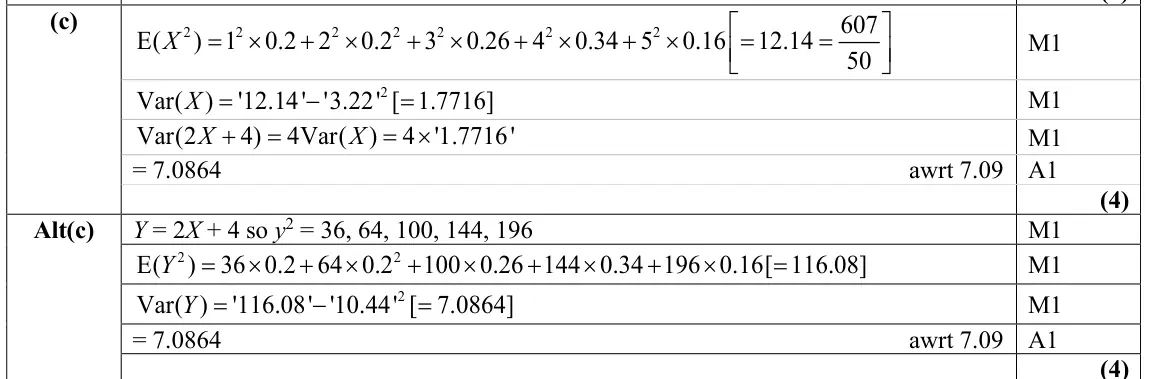 (c)
E(X²) = 1² × 0.2 + 2² × 0.2² + 3² × 0.26 + 4² × 0.34 + 5² × 0.16 [= 12.14 = 607/50] M1
Var(X) = '12.14' − '3.22'² [= 1.7716] M1
Var(2X + 4) = 4Var(X) = 4 × '1.7716' M1
= 7.0864 awrt 7.09 A1
(4)
Alt(c) Y = 2X + 4 so y² = 36, 64, 100, 144, 196 M1
E(Y²) = 36 × 0.2 + 64 × 0.2² + 100 × 0.26 + 144 × 0.34 + 196 × 0.16 [= 116.08] M1
Var(Y) = '116.08' − '10.44'² [= 7.0864] M1
= 7.0864 awrt 7.09 A1
(4)